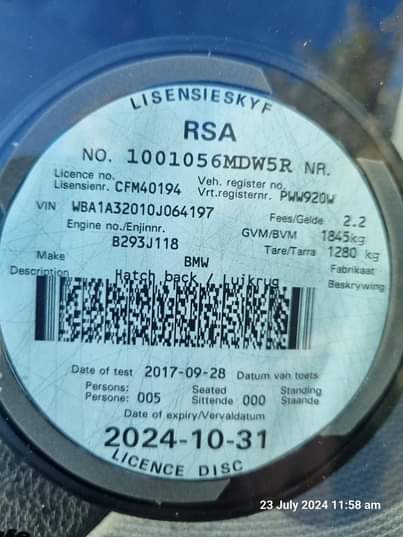 LISENSIESKYF
RSA
NO. 1001056MDW5R NR.
Licence no. Veh. register no.
Lisensienr. CFM40194 Vrt.registernr. PWW920W
VIN WBA1A32010J064197 Fees/Gelde 2.2
Engine no./Enjinnr. GVM/BVM 1845kg
B293J118 Tare/Tarra 1280 kg
Make BMW Fabrikaat
Description Hatch back / Luikrug Beskrywing
Date of test 2017-09-28 Datum van toets
Persons: Seated Standing
Persone: 005 Sittende 000 Staande
Date of expiry/Vervaldatum
2024-10-31
LICENCE DISC
23 July 2024 11:58 am